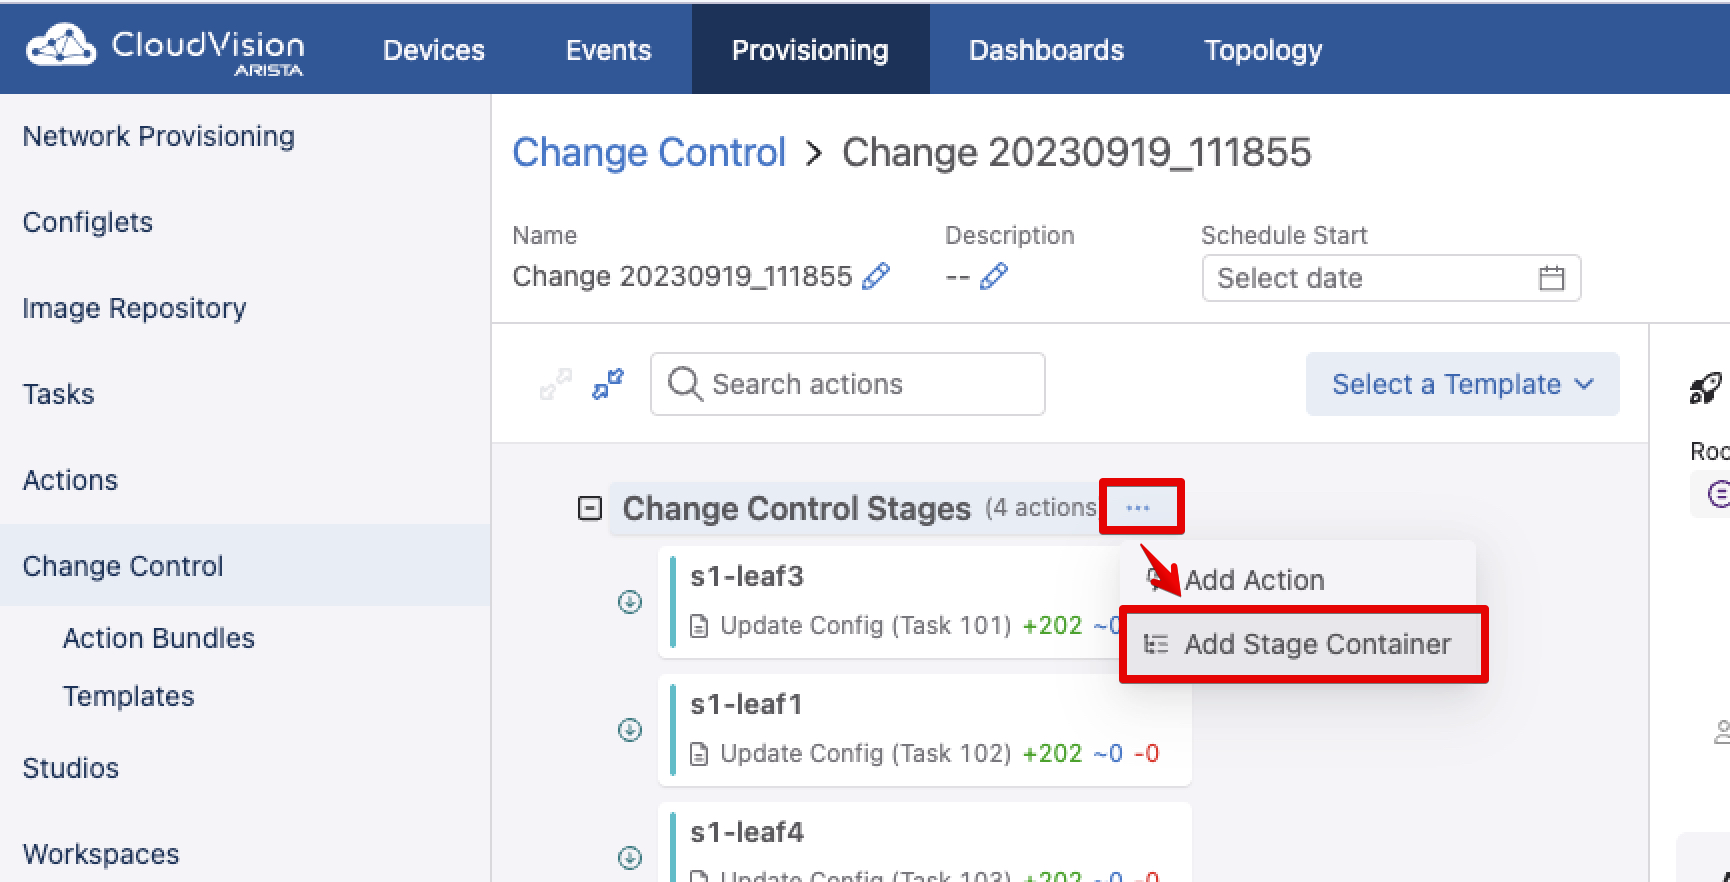 CloudVision
ARISTA
Devices
Events
Provisioning
Dashboards
Topology
Network Provisioning
Configlets
Image Repository
Tasks
Actions
Change Control
Action Bundles
Templates
Studios
Workspaces
Change Control > Change 20230919_111855
Name
Change 20230919_111855
Description
--
Schedule Start
Select date
Search actions
Select a Template
Change Control Stages (4 actions
...
Add Action
Add Stage Container
s1-leaf3
Update Config (Task 101) +202 ~0
s1-leaf1
Update Config (Task 102) +202 ~0 -0
s1-leaf4
Update Config (Task 103) +202 ~0 -0
Roo